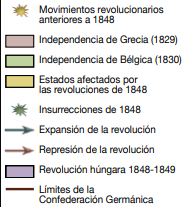 Movimientos revolucionarios
anteriores a 1848
Independencia de Grecia (1829)
Independencia de Bélgica (1830)
Estados afectados por
las revoluciones de 1848
Insurrecciones de 1848
Expansión de la revolución
Represión de la revolución
Revolución húngara 1848-1849
Límites de la
Confederación Germánica